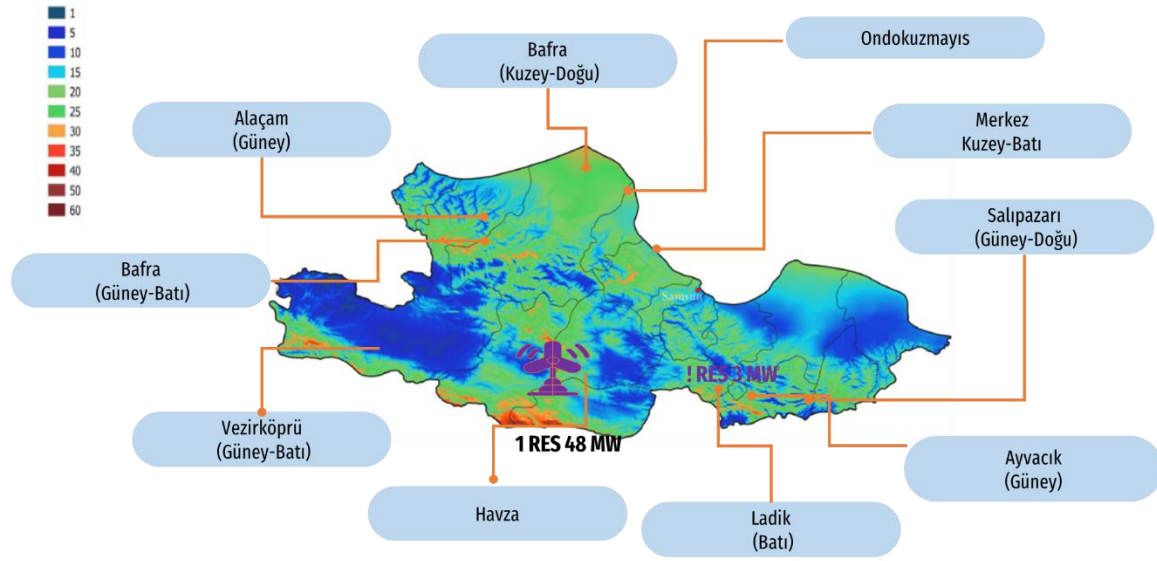 1
5
10
15
20
25
30
35
40
50
60
Bafra
(Kuzey-Doğu)
Ondokuzmayıs
Alaçam
(Güney)
Merkez
Kuzey-Batı
Salıpazarı
(Güney-Doğu)
Bafra
(Güney-Batı)
Samsun
! RES 3 MW
Vezirköprü
(Güney-Batı)
1 RES 48 MW
Ayvacık
(Güney)
Havza
Ladik
(Batı)